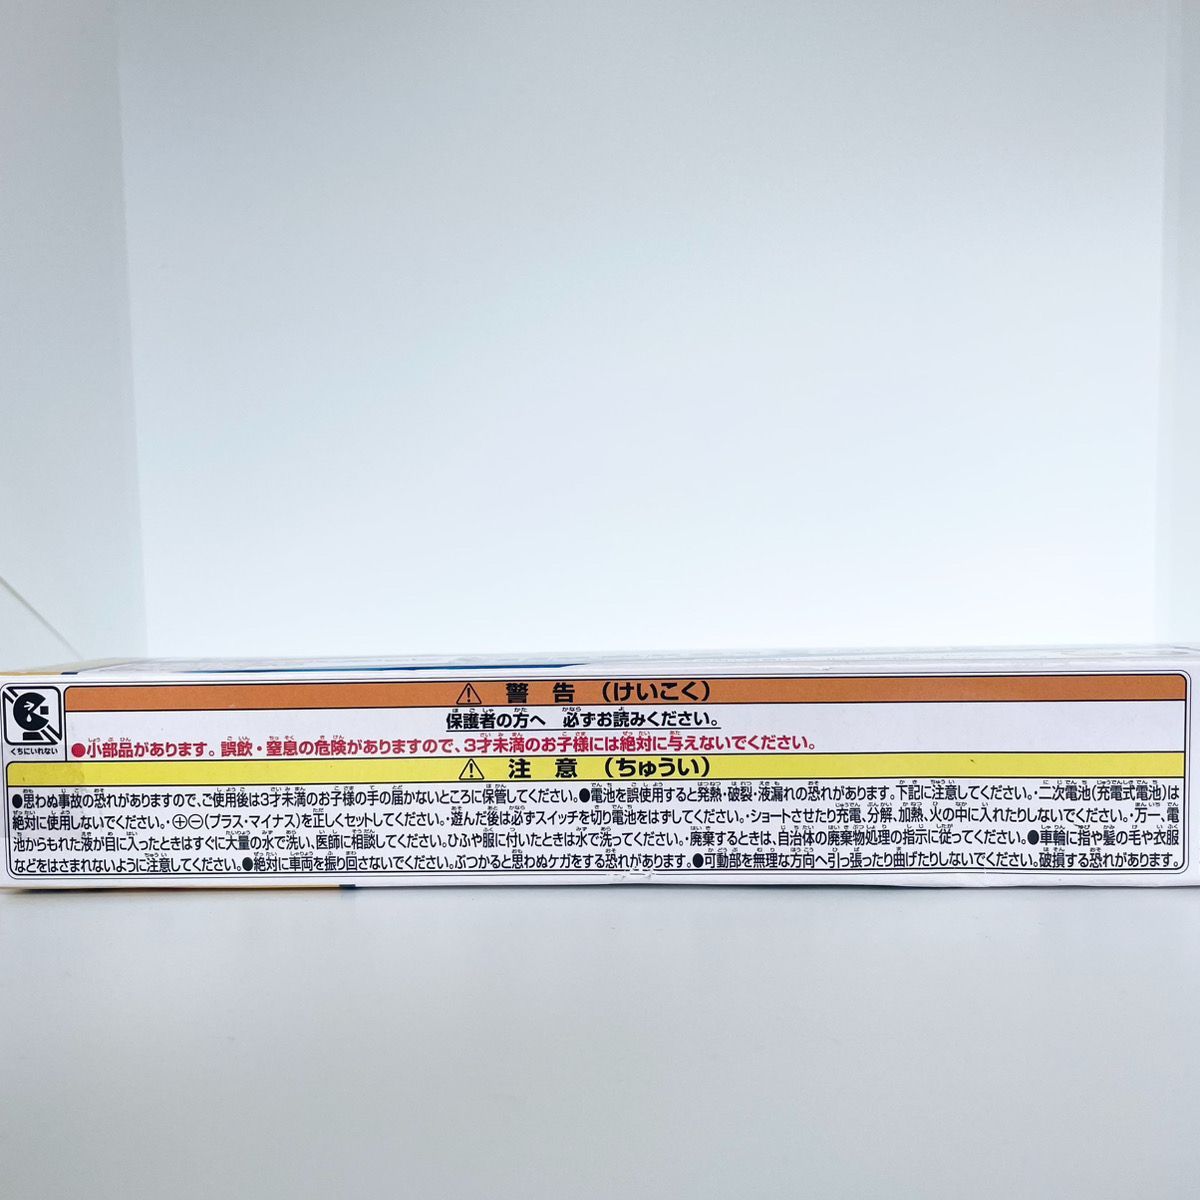 ⚠ 警告 (けいこく)
保護者の方へ 必ずお読みください。
くちにいれない
●小部品があります。誤飲・窒息の危険がありますので、3才未満のお子様には絶対に与えないでください。
⚠ 注意 (ちゅうい)
●思わぬ事故の恐れがありますので、ご使用後は3才未満のお子様の手の届かないところに保管してください。●電池を誤使用すると発熱・破裂・液漏れの恐れがあります。下記に注意してください。・二次電池(充電式電池)は
絶対に使用しないでください。・⊕⊖(プラス・マイナス)を正しくセットしてください。・遊んだ後は必ずスイッチを切り電池をはずしてください。・ショートさせたり充電、分解、加熱、火の中に入れたりしないでください。・万一、電
池からもれた液が目に入ったときはすぐに大量の水で洗い、医師に相談してください。ひふや服に付いたときは水で洗ってください。・廃棄するときは、自治体の廃棄物処理の指示に従ってください。●車輪に指や髪の毛や衣服
などをはさまれないように注意してください。●絶対に車両を振り回さないでください。ぶつかると思わぬケガをする恐れがあります。●可動部を無理な方向へ引っ張ったり曲げたりしないでください。破損する恐れがあります。